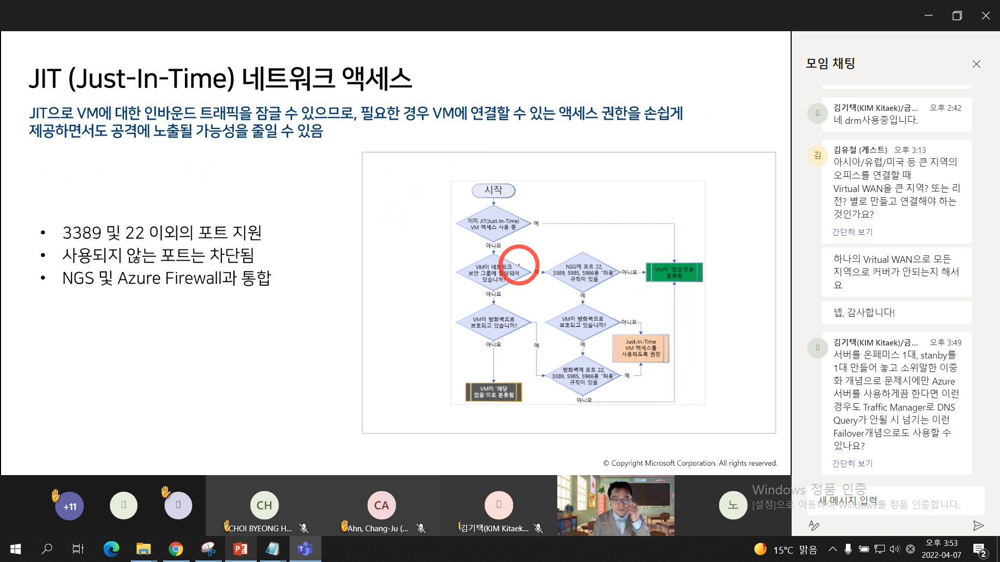 JIT (Just-In-Time) 네트워크 액세스
JIT으로 VM에 대한 인바운드 트래픽을 잠글 수 있으므로, 필요한 경우 VM에 연결할 수 있는 액세스 권한을 손쉽게
제공하면서도 공격에 노출될 가능성을 줄일 수 있음
• 3389 및 22 이외의 포트 지원
• 사용되지 않는 포트는 차단됨
• NGS 및 Azure Firewall과 통합
시작
이미 JIT(Just-In-Time)
VM 액세스 사용 중
예
아니요
VM이 네트워크
보안 그룹에 할당되어
있습니까?
예
NSG에 포트 22,
3389, 5985, 5986용 "허용"
규칙이 있음
아니요
VM이 '정상'으로
분류됨
아니요
예
VM이 방화벽으로
보호되고 있습니까?
VM이 방화벽으로
보호되고 있습니까?
아니요
Just-In-Time
VM 액세스를
사용하도록 권장
아니요
예
예
방화벽에 포트 22,
3389, 5985, 5986용 "허용"
규칙이 있음
예
VM이 '해당
없음'으로 분류됨
아니요
© Copyright Microsoft Corporation. All rights reserved.
모임 채팅
김기택(KIM Kitaek)/금... 오후 2:42
네 drm사용중입니다.
김
김유철 (게스트) 오후 3:13
아시아/유럽/미국 등 큰 지역의
오피스를 연결할 때
Virtual WAN을 큰 지역? 또는 리
전? 별로 만들고 연결해야 하는
것인가요?
간단히 보기
하나의 Vritual WAN으로 모든
지역으로 커버가 안되는지 해서
요
넵, 감사합니다!
김기택(KIM Kitaek)/금... 오후 3:49
서버를 온페미스 1대, stanby를
1대 만들어 놓고 소위말한 이중
화 개념으로 문제시에만 Azure
서버를 사용하게끔 한다면 이런
경우도 Traffic Manager로 DNS
Query가 안될 시 넘기는 이런
Failover개념으로도 사용할 수
있나요?
간단히 보기
Windows 정품 인증
[설정]으로 이동하여 Windows를 정품 인증합니다.
새 메시지 입력
+11
CH
CHOI BYEONG H...
CA
Ahn, Chang-Ju (...
김기택(KIM Kitaek...
노
15°C 맑음
오후 3:53
2022-04-07
2